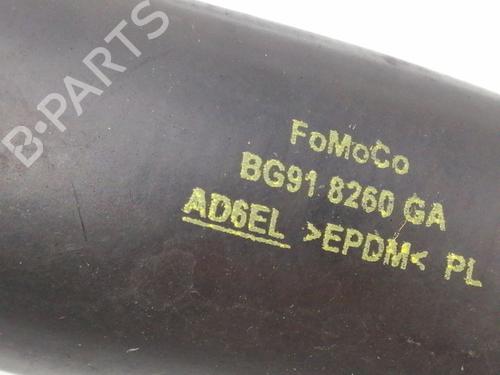 B-PARTS
FoMoCo
BG91 8260 GA
AD6EL >EPDM< PL